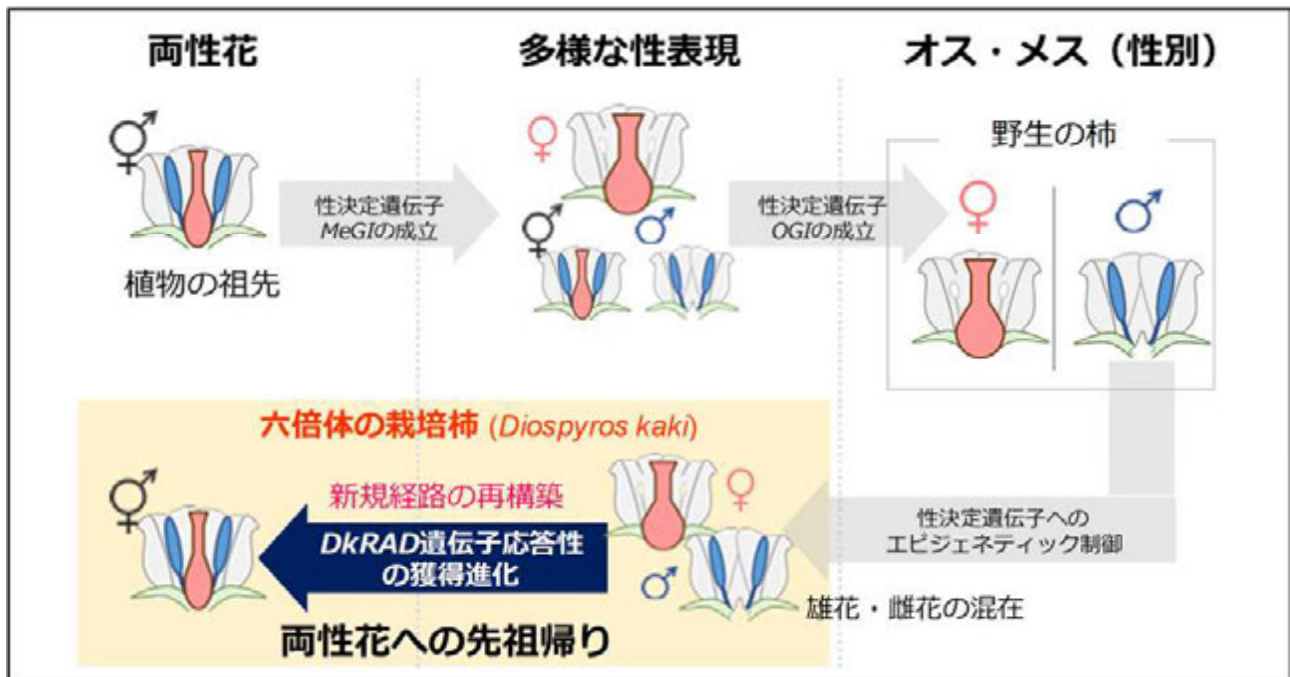 両性花
多様な性表現
オス・メス（性別）
野生の柿
性決定遺伝子
MeGIの成立
性決定遺伝子
OGIの成立
植物の祖先
六倍体の栽培柿 (Diospyros kaki)
新規経路の再構築
DkRAD遺伝子応答性
の獲得進化
性決定遺伝子への
エピジェネティック制御
雄花・雌花の混在
両性花への先祖帰り